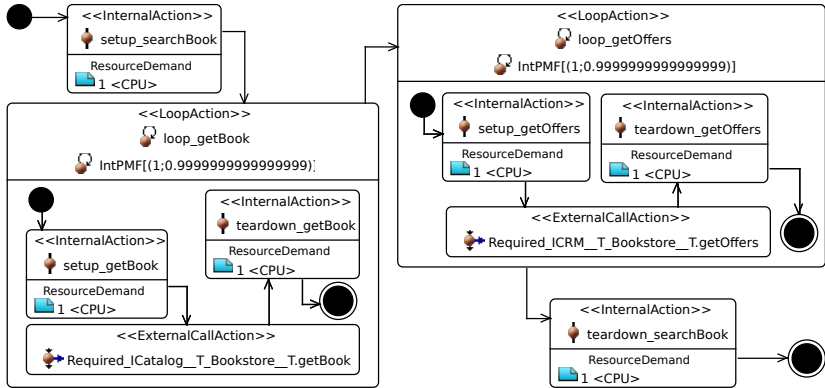 <<InternalAction>>
setup_searchBook
ResourceDemand
1 <CPU>
<<LoopAction>>
loop_getBook
IntPMF[(1;0.9999999999999999)]
<<InternalAction>>
setup_getBook
ResourceDemand
1 <CPU>
<<ExternalCallAction>>
Required_ICatalog__T_Bookstore__T.getBook
<<InternalAction>>
teardown_getBook
ResourceDemand
1 <CPU>
<<LoopAction>>
loop_getOffers
IntPMF[(1;0.9999999999999999)]
<<InternalAction>>
setup_getOffers
ResourceDemand
1 <CPU>
<<ExternalCallAction>>
Required_ICRM__T_Bookstore__T.getOffers
<<InternalAction>>
teardown_getOffers
ResourceDemand
1 <CPU>
<<InternalAction>>
teardown_searchBook
ResourceDemand
1 <CPU>